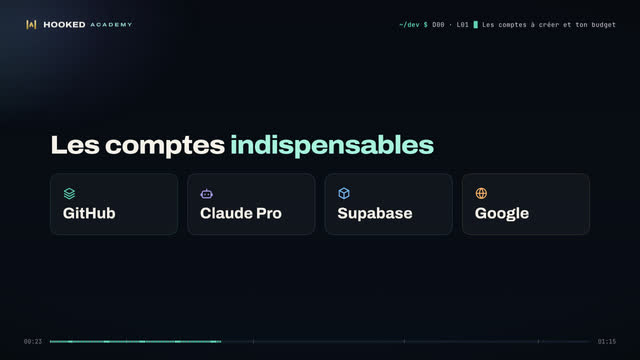 HOOKED ACADEMY
~/dev $ D00 · L01 Les comptes à créer et ton budget
Les comptes indispensables
GitHub
Claude Pro
Supabase
Google
00:23
01:15